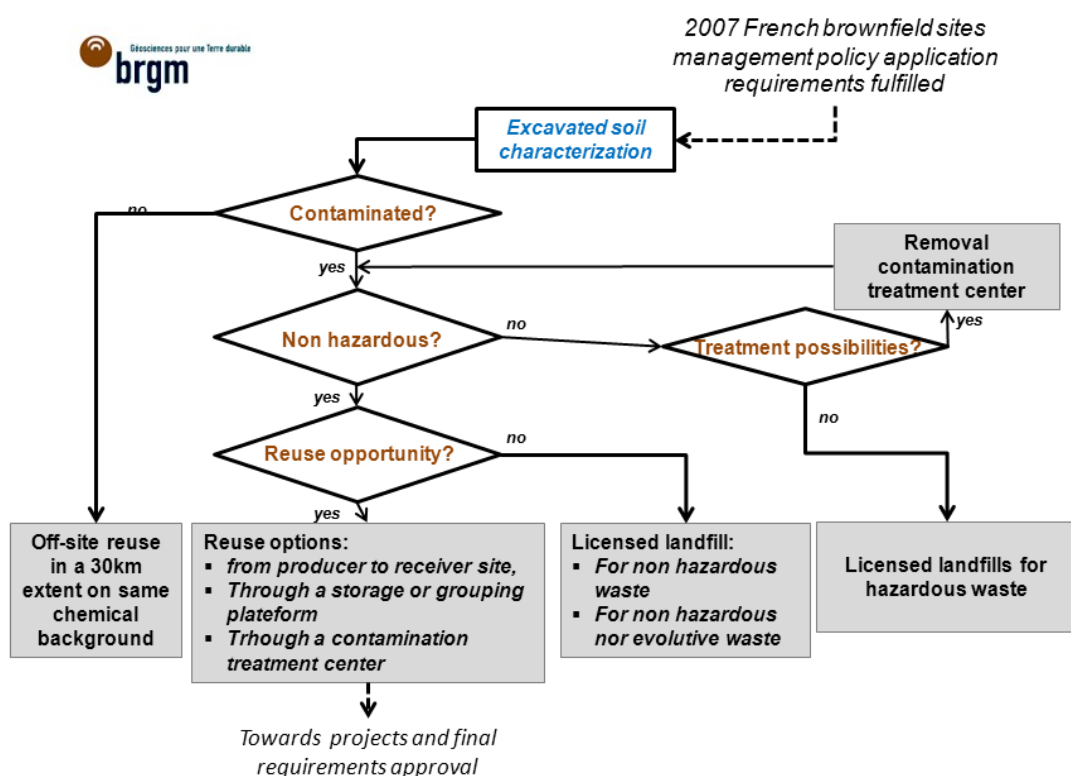 Géosciences pour une Terre durable
brgm
2007 French brownfield sites
management policy application
requirements fulfilled
Excavated soil
characterization
no
Contaminated?
yes
Removal
contamination
treatment center
Non hazardous?
no
Treatment possibilities?
yes
yes
no
Reuse opportunity?
no
yes
Off-site reuse
in a 30km
extent on same
chemical
background
Reuse options:
▪ from producer to receiver site,
▪ Through a storage or grouping
plateform
▪ Trhough a contamination
treatment center
Licensed landfill:
▪ For non hazardous
waste
▪ For non hazardous
nor evolutive waste
Licensed landfills for
hazardous waste
Towards projects and final
requirements approval